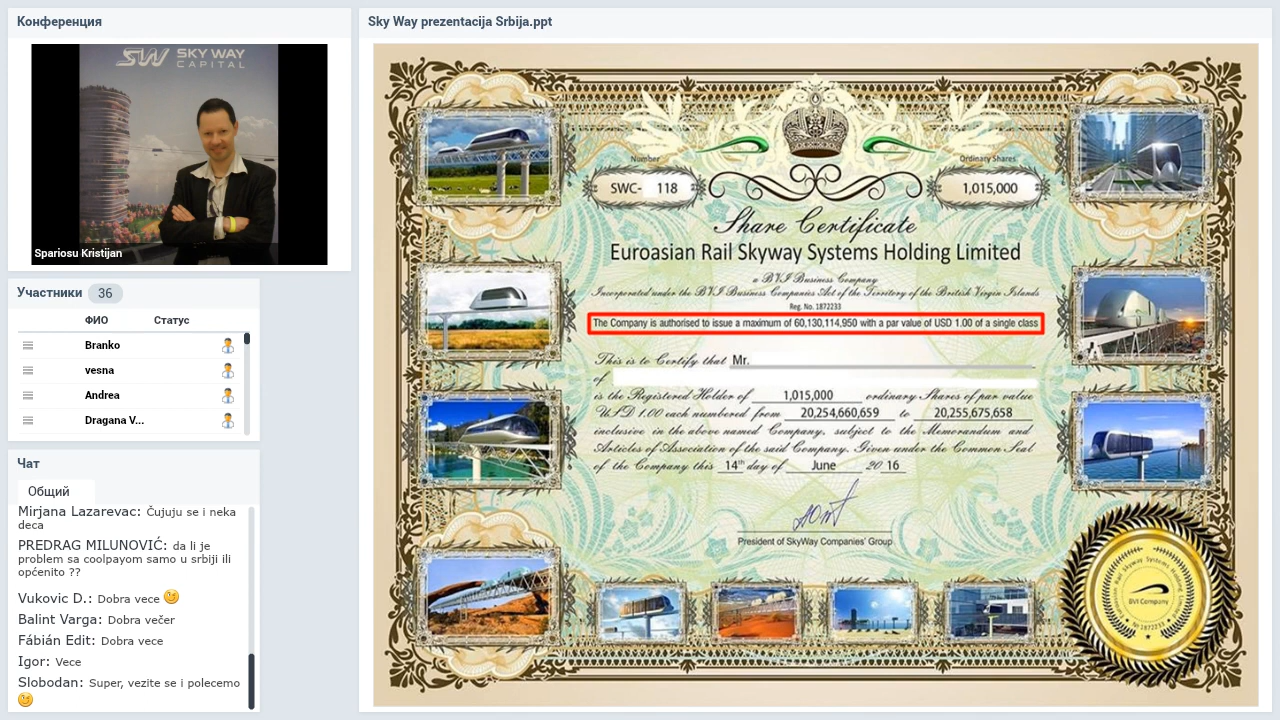 Конференция
SKY WAY
CAPITAL
Spariosu Kristijan
Участники 36
ФИО Статус
Branko
vesna
Andrea
Dragana V...
Чат
Общий
Mirjana Lazarevac: Čujuju se i neka
deca
PREDRAG MILUNOVIĆ: da li je
problem sa coolpayom samo u srbiji ili
općenito ??
Vukovic D.: Dobra vece
Balint Varga: Dobra večer
Fábián Edit: Dobra vece
Igor: Vece
Slobodan: Super, vezite se i polecemo
Sky Way prezentacija Srbija.ppt
Number
SWC- 118
Ordinary Shares
1,015,000
Share Certificate
Euroasian Rail Skyway Systems Holding Limited
a BVI Business Company
Incorporated under the BVI Business Companies Act of the Territory of the British Virgin Islands
Reg. No. 1872233
The Company is authorised to issue a maximum of 60,130,114,950 with a par value of USD 1.00 of a single class
This is to Certify that Mr.
of
is the Registered Holder of 1,015,000 ordinary Shares of par value
USD 1.00 each numbered from 20,254,660,659 to 20,255,675,658
inclusive in the above named Company, subject to the Memorandum and
Articles of Association of the said Company. Given under the Common Seal
of the Company this 14th day of June 20 16
President of SkyWay Companies' Group
BVI Company
№ 1872233